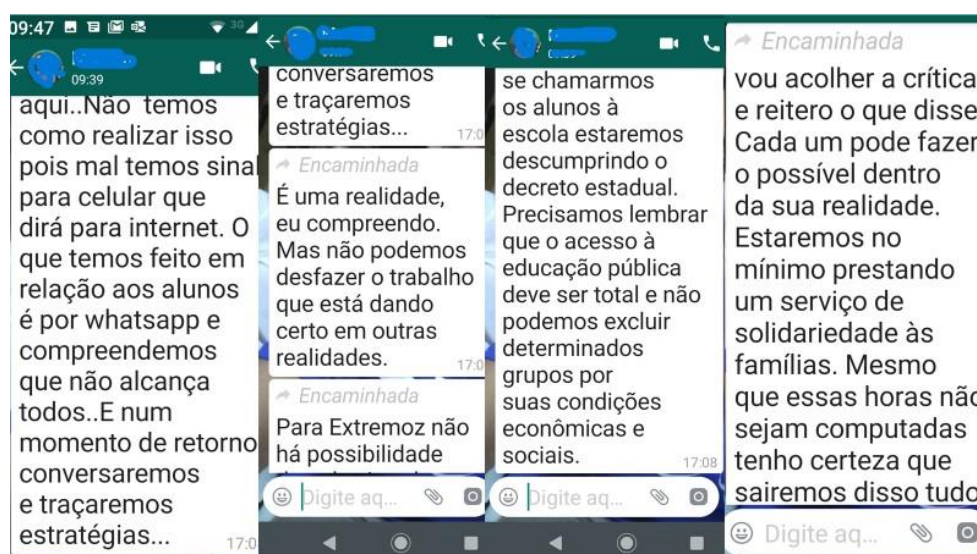 09:47
3G
09:39
aqui..Não temos
como realizar isso
pois mal temos sinal
para celular que
dirá para internet. O
que temos feito em
relação aos alunos
é por whatsapp e
compreendemos
que não alcança
todos..E num
momento de retorno
conversaremos
e traçaremos
estratégias...
17:0
conversaremos
e traçaremos
estratégias...
17:0
Encaminhada
É uma realidade,
eu compreendo.
Mas não podemos
desfazer o trabalho
que está dando
certo em outras
realidades.
17:0
Encaminhada
Para Extremoz não
há possibilidade
Digite aq...
se chamarmos
os alunos à
escola estaremos
descumprindo o
decreto estadual.
Precisamos lembrar
que o acesso à
educação pública
deve ser total e não
podemos excluir
determinados
grupos por
suas condições
econômicas e
sociais.
17:08
Digite aq...
Encaminhada
vou acolher a crítica
e reitero o que disse
Cada um pode fazer
o possível dentro
da sua realidade.
Estaremos no
mínimo prestando
um serviço de
solidariedade às
famílias. Mesmo
que essas horas não
sejam computadas
tenho certeza que
sairemos disso tudo
Digite aq...